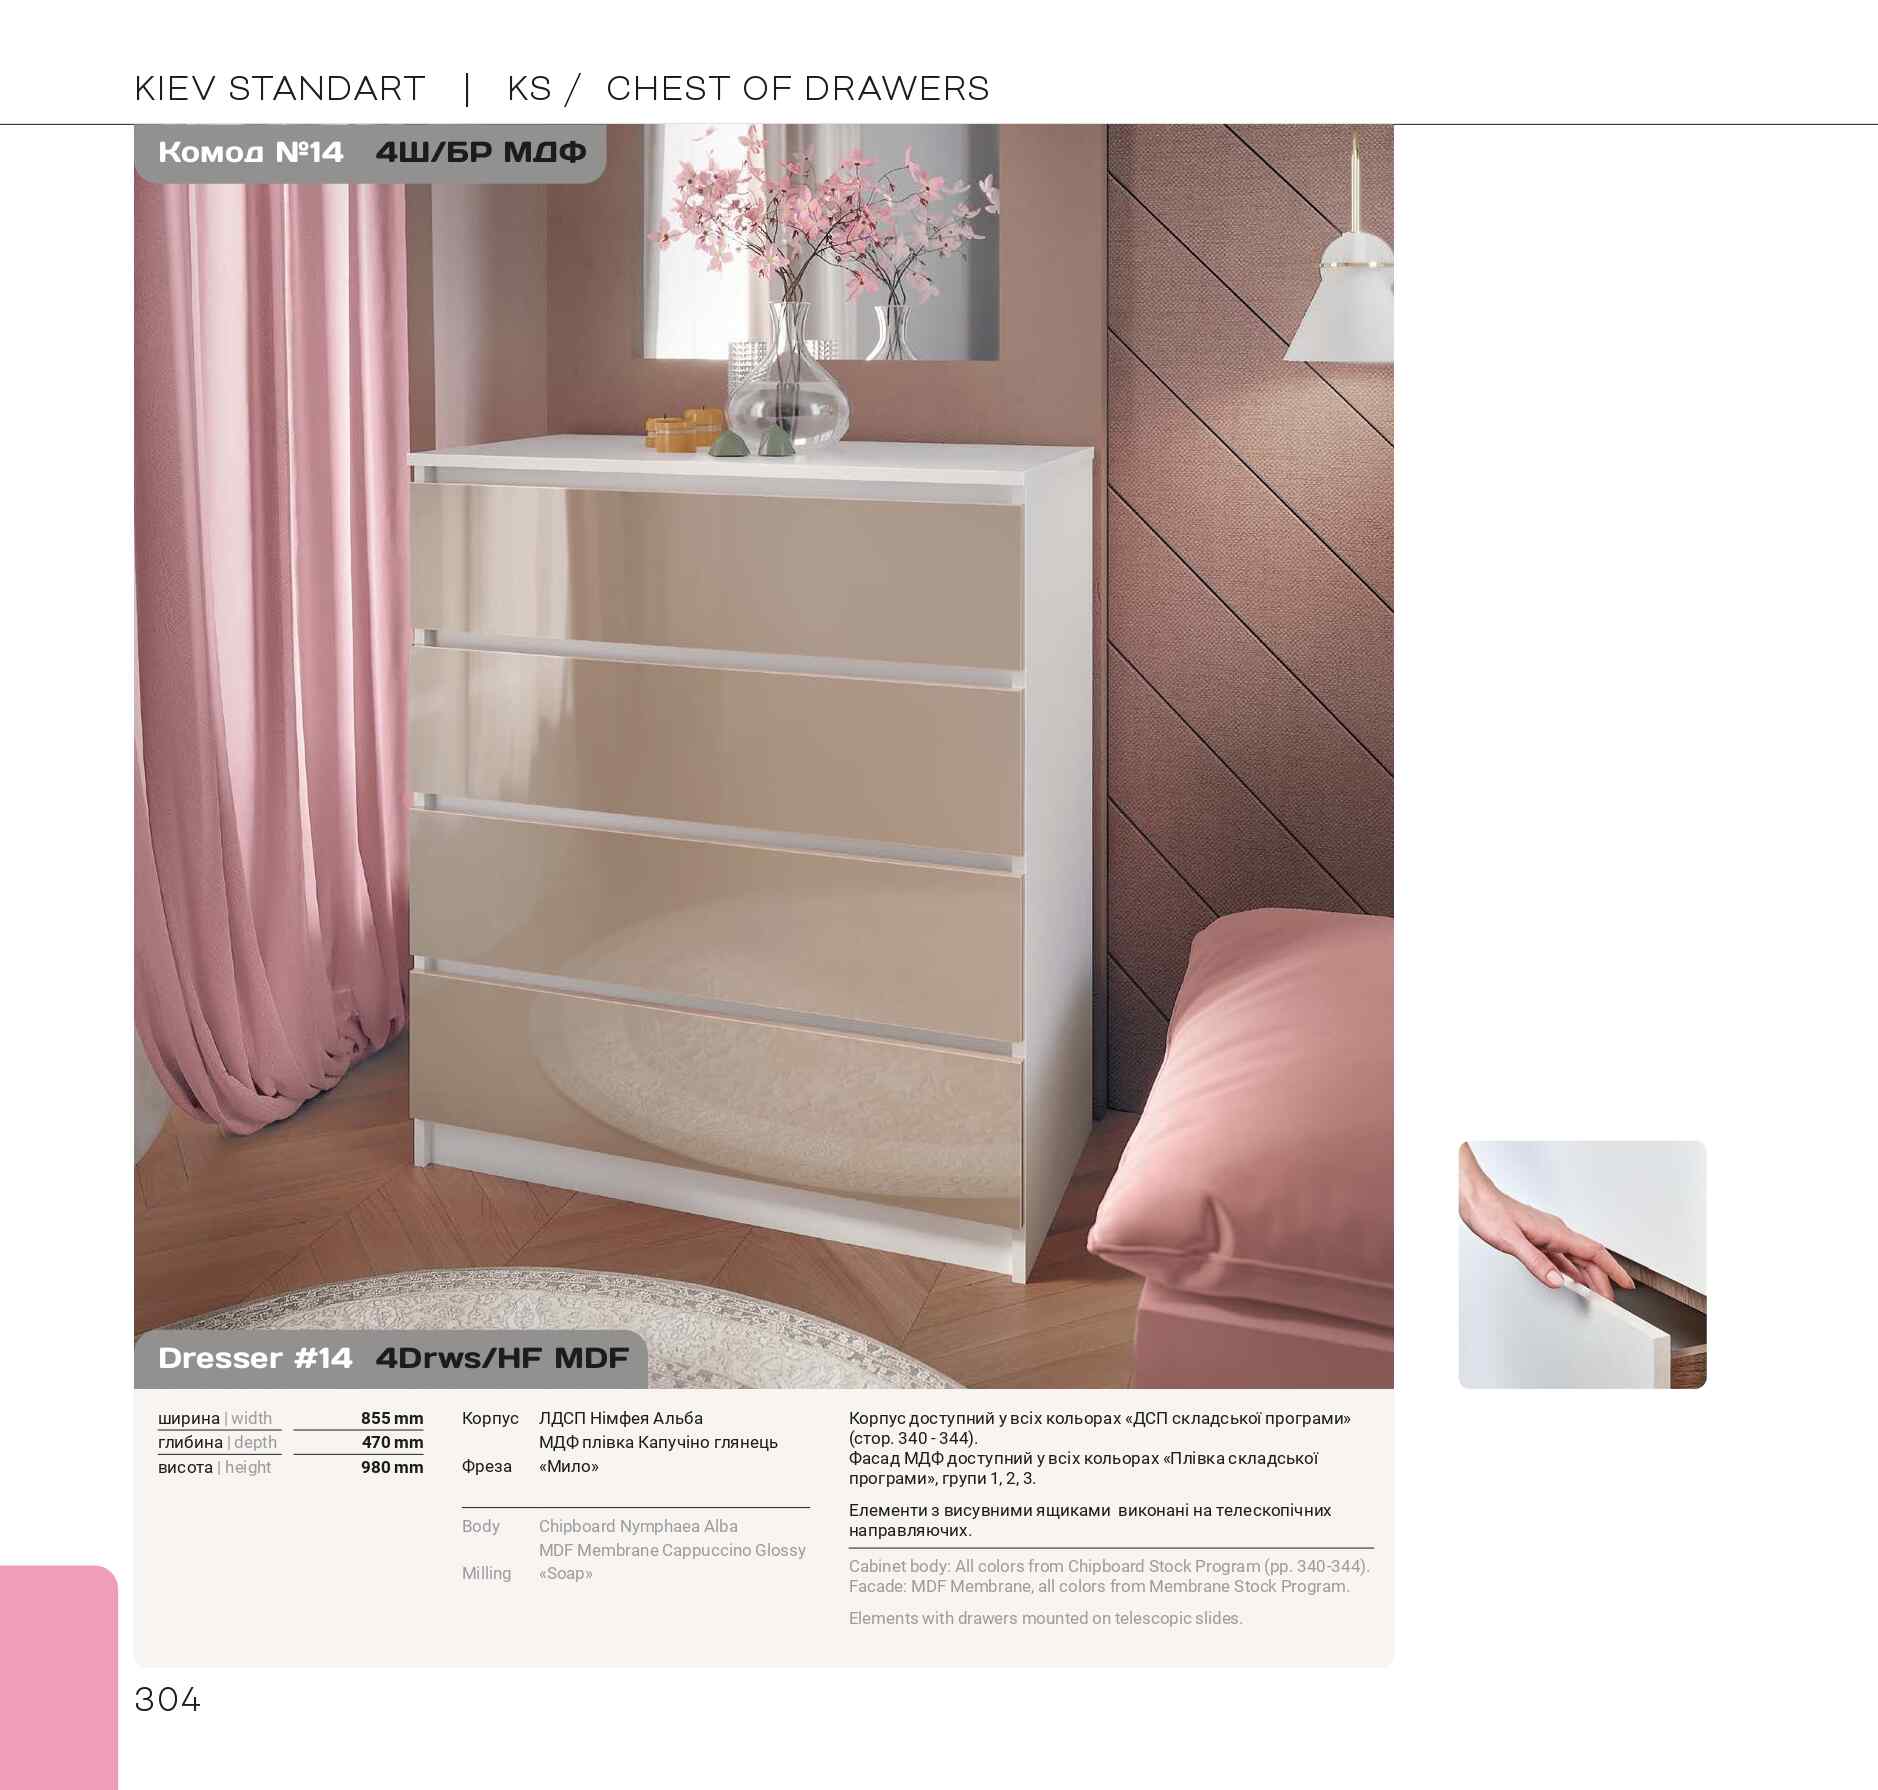 KIEV STANDART | KS / CHEST OF DRAWERS
Комод №14 4Ш/БР МДФ
Dresser #14 4Drws/HF MDF
ширина | width 855 mm
глибина | depth 470 mm
висота | height 980 mm
Корпус ЛДСП Німфея Альба
МДФ плівка Капучіно глянець
Фреза «Мило»
Body Chipboard Nymphaea Alba
MDF Membrane Cappuccino Glossy
Milling «Soap»
Корпус доступний у всіх кольорах «ДСП складської програми»
(стор. 340 - 344).
Фасад МДФ доступний у всіх кольорах «Плівка складської
програми», групи 1, 2, 3.
Елементи з висувними ящиками виконані на телескопічних
направляючих.
Cabinet body: All colors from Chipboard Stock Program (pp. 340-344).
Facade: MDF Membrane, all colors from Membrane Stock Program.
Elements with drawers mounted on telescopic slides.
304